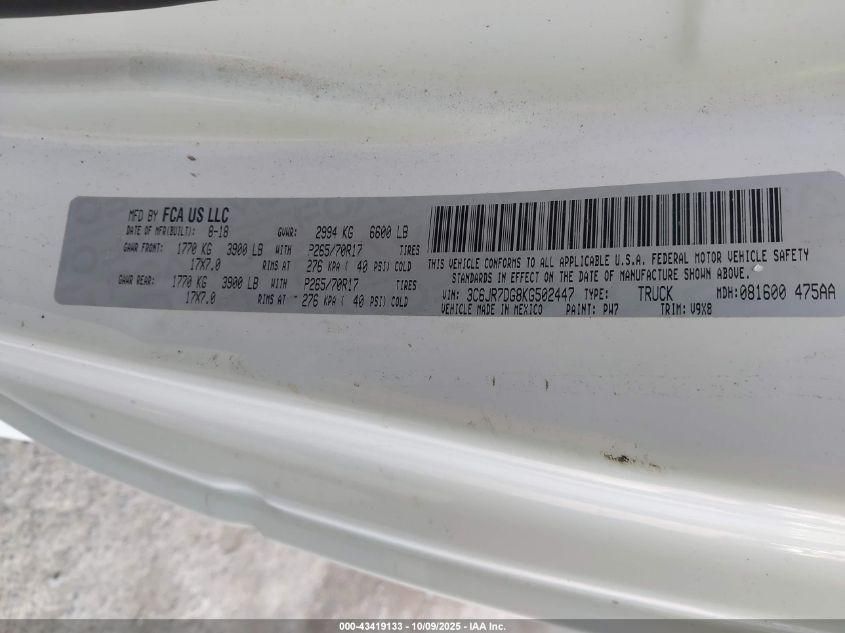 MFD BY FCA US LLC
DATE OF MFR(BUILT): 8-18 GVWR: 2994 KG 6600 LB
GAWR FRONT: 1770 KG 3900 LB WITH P265/70R17 TIRES
17X7.0 RIMS AT 276 KPA ( 40 PSI) COLD
GAWR REAR: 1770 KG 3900 LB WITH P265/70R17 TIRES
17X7.0 RIMS AT 276 KPA ( 40 PSI) COLD
THIS VEHICLE CONFORMS TO ALL APPLICABLE U.S.A. FEDERAL MOTOR VEHICLE SAFETY
STANDARDS IN EFFECT ON THE DATE OF MANUFACTURE SHOWN ABOVE.
VIN: 3C6JR7DG8KG502447 TYPE: TRUCK MDH:081600 475AA
VEHICLE MADE IN MEXICO PAINT: PW7 TRIM: V9X8
000-43419133 - 10/09/2025 - IAA Inc.